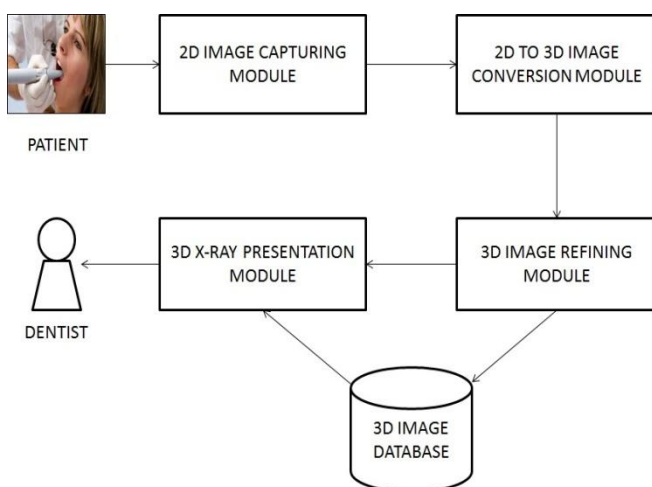 2D IMAGE CAPTURING
MODULE
2D TO 3D IMAGE
CONVERSION MODULE
PATIENT
3D X-RAY PRESENTATION
MODULE
3D IMAGE REFINING
MODULE
DENTIST
3D IMAGE
DATABASE